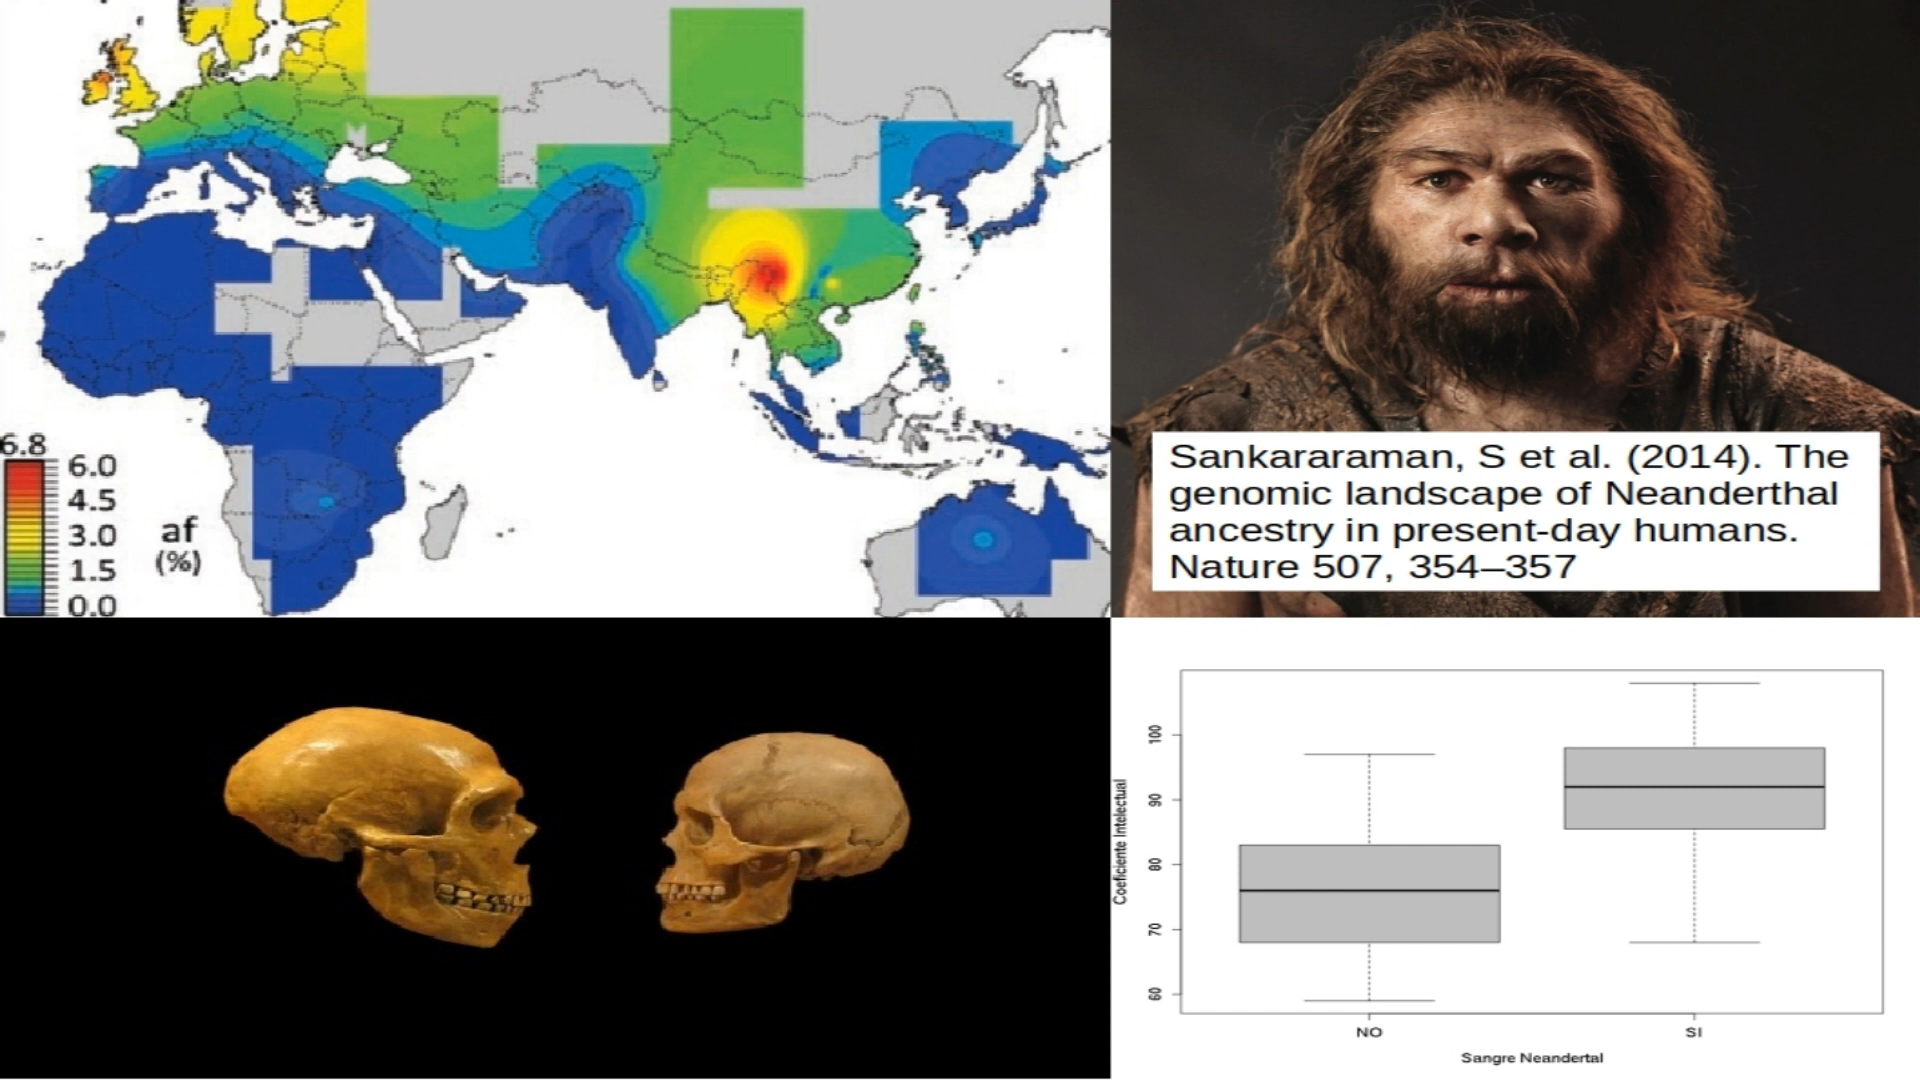 6.8
6.0
4.5
3.0
1.5
0.0
af
(%)
Sankararaman, S et al. (2014). The
genomic landscape of Neanderthal
ancestry in present-day humans.
Nature 507, 354–357
Coeficiente Intelectual
100
90
80
70
60
NO
SI
Sangre Neandertal